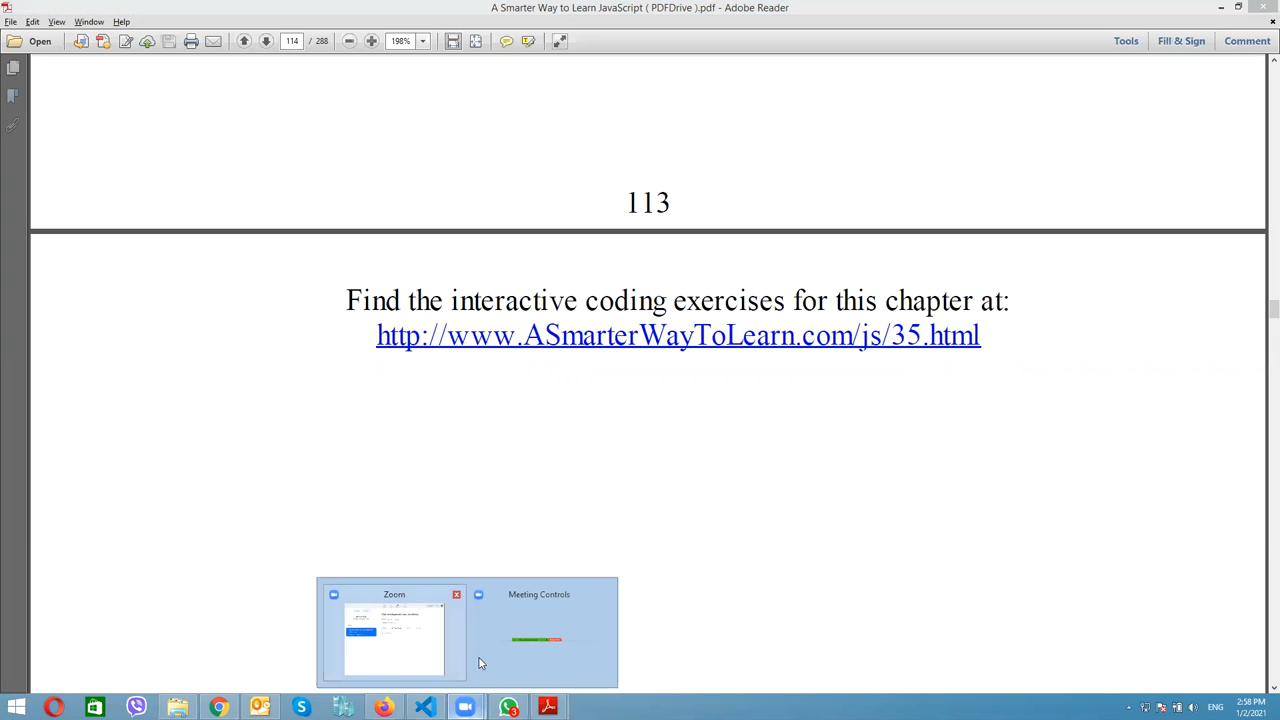 A Smarter Way to Learn JavaScript ( PDFDrive ).pdf - Adobe Reader
File Edit View Window Help
Open 114 / 288 198% Tools Fill & Sign Comment
113
Find the interactive coding exercises for this chapter at:
http://www.ASmarterWayToLearn.com/js/35.html
Zoom Meeting Controls
3
ENG 2:58 PM
1/2/2021